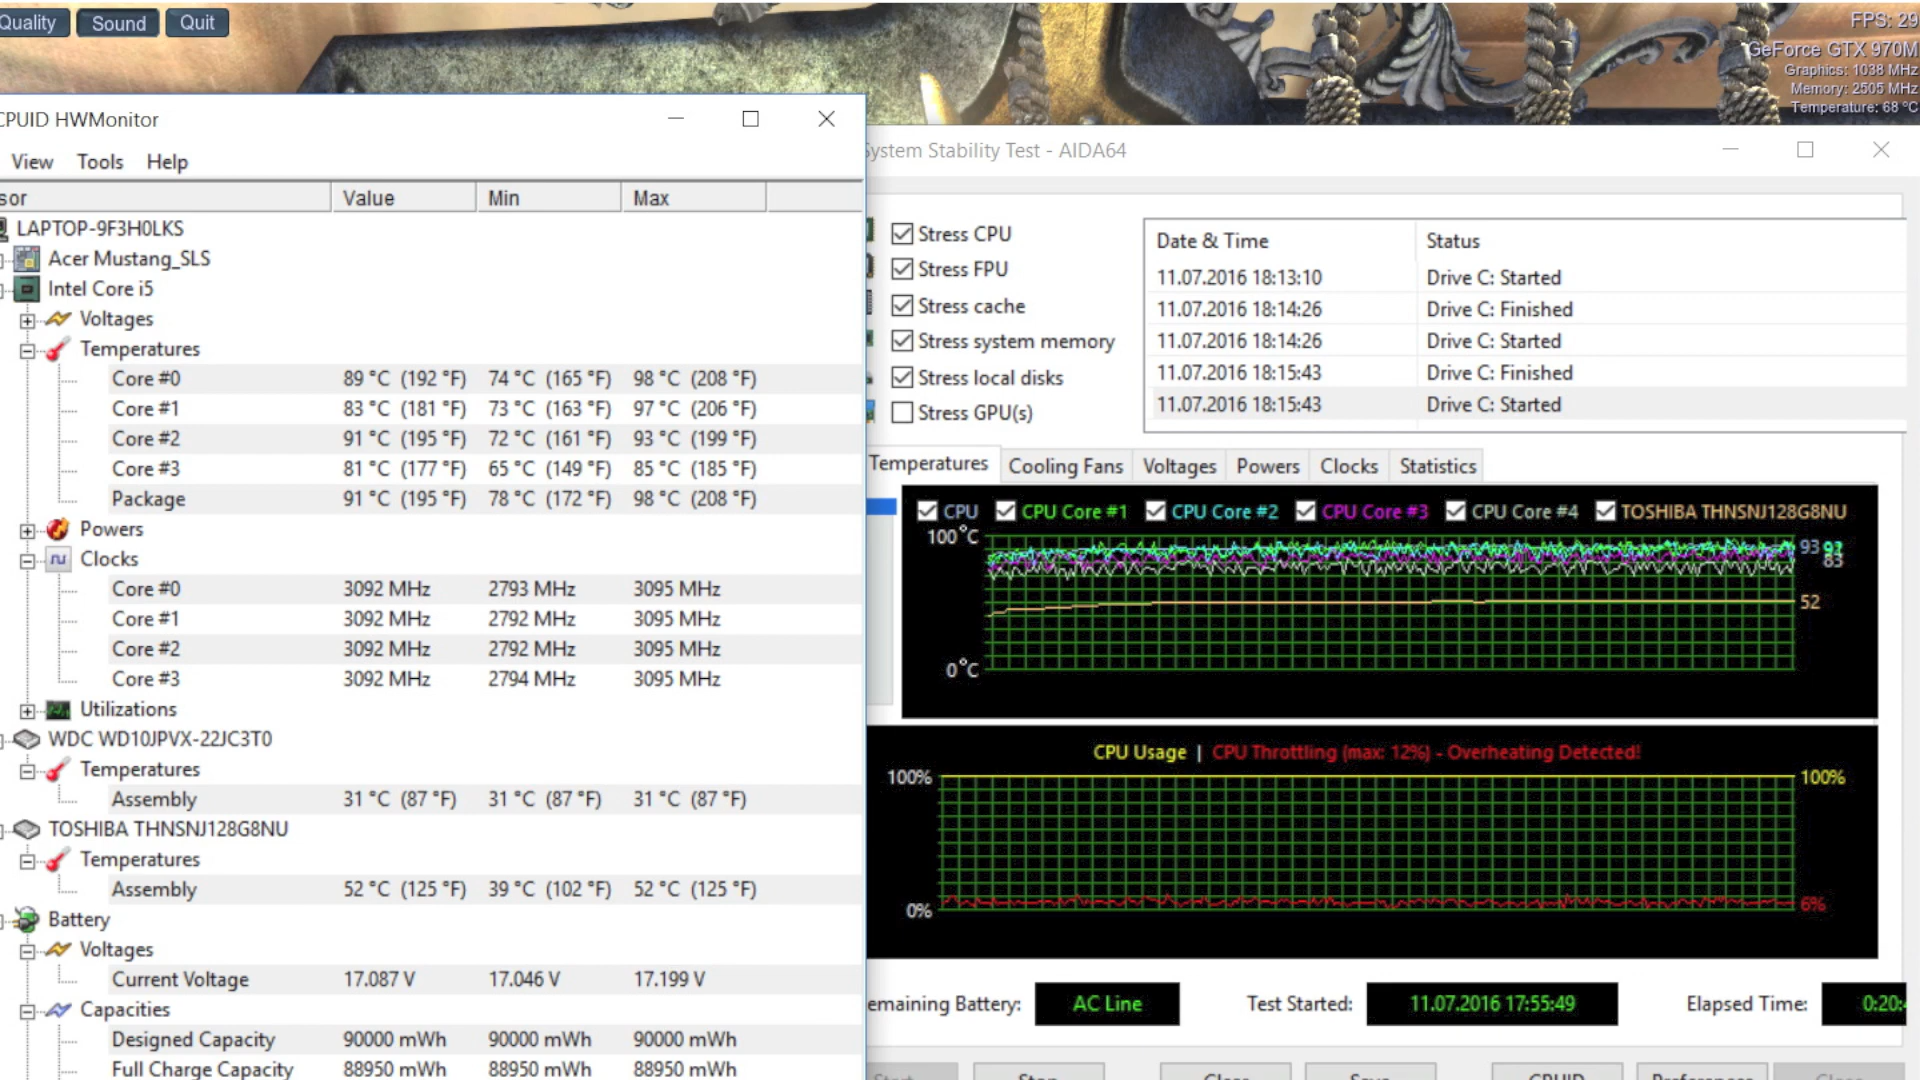 Quality Sound Quit
FPS: 29
GeForce GTX 970M
Graphics: 1038 MHz
Memory: 2505 MHz
Temperature: 68 °C
CPUID HWMonitor
View Tools Help
sor Value Min Max
LAPTOP-9F3H0LKS
Acer Mustang_SLS
Intel Core i5
Voltages
Temperatures
Core #0 89 °C (192 °F) 74 °C (165 °F) 98 °C (208 °F)
Core #1 83 °C (181 °F) 73 °C (163 °F) 97 °C (206 °F)
Core #2 91 °C (195 °F) 72 °C (161 °F) 93 °C (199 °F)
Core #3 81 °C (177 °F) 65 °C (149 °F) 85 °C (185 °F)
Package 91 °C (195 °F) 78 °C (172 °F) 98 °C (208 °F)
Powers
Clocks
Core #0 3092 MHz 2793 MHz 3095 MHz
Core #1 3092 MHz 2792 MHz 3095 MHz
Core #2 3092 MHz 2792 MHz 3095 MHz
Core #3 3092 MHz 2794 MHz 3095 MHz
Utilizations
WDC WD10JPVX-22JC3T0
Temperatures
Assembly 31 °C (87 °F) 31 °C (87 °F) 31 °C (87 °F)
TOSHIBA THNSNJ128G8NU
Temperatures
Assembly 52 °C (125 °F) 39 °C (102 °F) 52 °C (125 °F)
Battery
Voltages
Current Voltage 17.087 V 17.046 V 17.199 V
Capacities
Designed Capacity 90000 mWh 90000 mWh 90000 mWh
Full Charge Capacity 88950 mWh 88950 mWh 88950 mWh
System Stability Test - AIDA64
Stress CPU
Stress FPU
Stress cache
Stress system memory
Stress local disks
Stress GPU(s)
Date & Time Status
11.07.2016 18:13:10 Drive C: Started
11.07.2016 18:14:26 Drive C: Finished
11.07.2016 18:14:26 Drive C: Started
11.07.2016 18:15:43 Drive C: Finished
11.07.2016 18:15:43 Drive C: Started
Temperatures Cooling Fans Voltages Powers Clocks Statistics
CPU CPU Core #1 CPU Core #2 CPU Core #3 CPU Core #4 TOSHIBA THNSNJ128G8NU
100°C
93
83
52
0°C
CPU Usage | CPU Throttling (max: 12%) - Overheating Detected!
100% 100%
0% 6%
emaining Battery: AC Line Test Started: 11.07.2016 17:55:49 Elapsed Time: 0:20:
Start Stop Clear Save CPUID Preferences Close